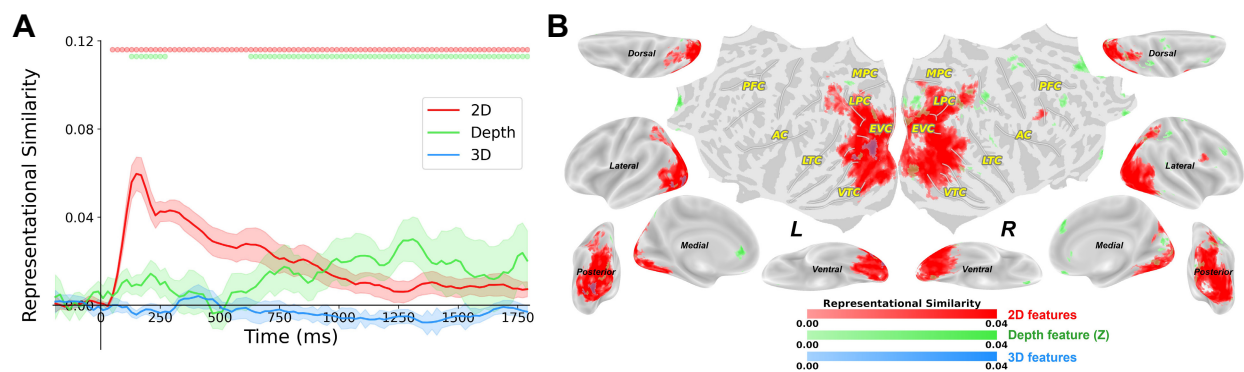 A
Representational Similarity
0.12
0.08
0.04
0.00
2D
Depth
3D
0 250 500 750 1000 1250 1500 1750
Time (ms)
B
Dorsal
Lateral
Medial
Posterior
Ventral
L
PFC
MPC
LPC
EVC
AC
LTC
VTC
MPC
LPC
EVC
PFC
AC
LTC
VTC
R
Dorsal
Lateral
Medial
Posterior
Ventral
Representational Similarity
0.00 0.04 2D features
0.00 0.04 Depth feature (Z)
0.00 0.04 3D features